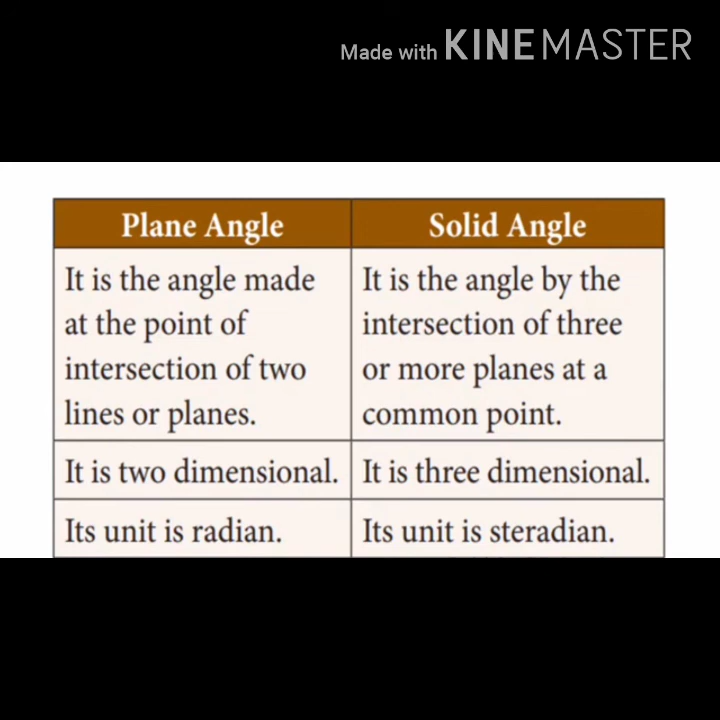 Made with KINEMASTER
Plane Angle
Solid Angle
It is the angle made
at the point of
intersection of two
lines or planes.
It is the angle by the
intersection of three
or more planes at a
common point.
It is two dimensional.
It is three dimensional.
Its unit is radian.
Its unit is steradian.